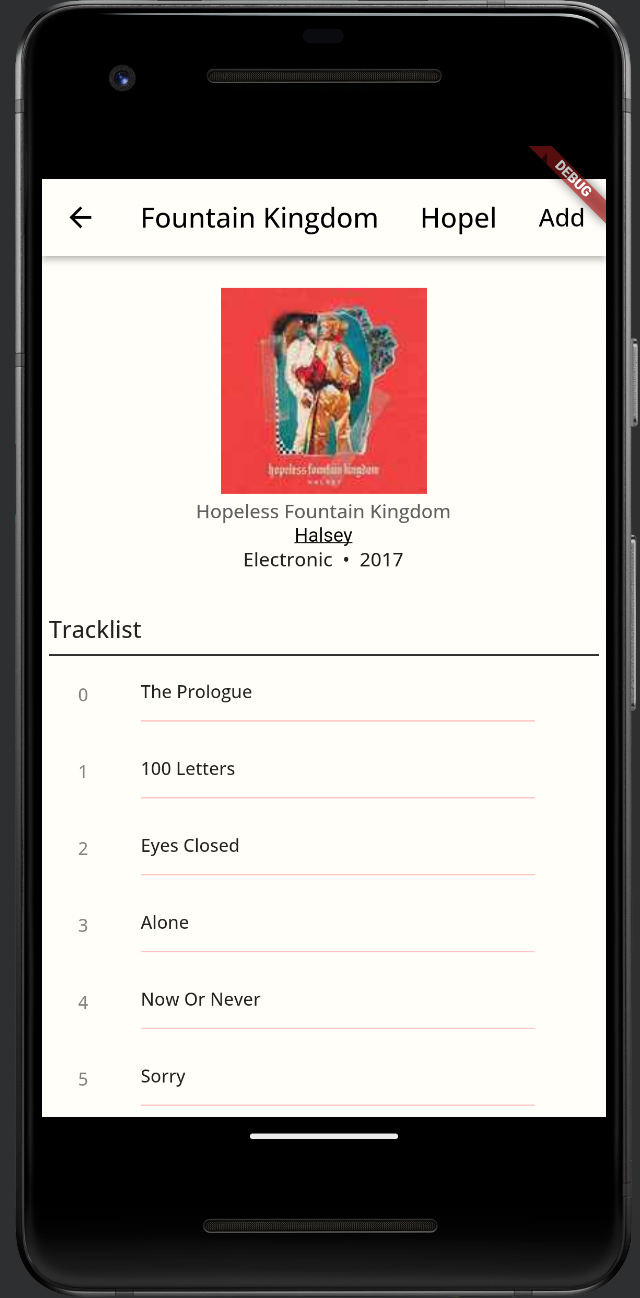 DEBUG
Fountain Kingdom Hopel Add
hopeless fountain kingdom
HALSEY
Hopeless Fountain Kingdom
Halsey
Electronic • 2017
Tracklist
0 The Prologue
1 100 Letters
2 Eyes Closed
3 Alone
4 Now Or Never
5 Sorry